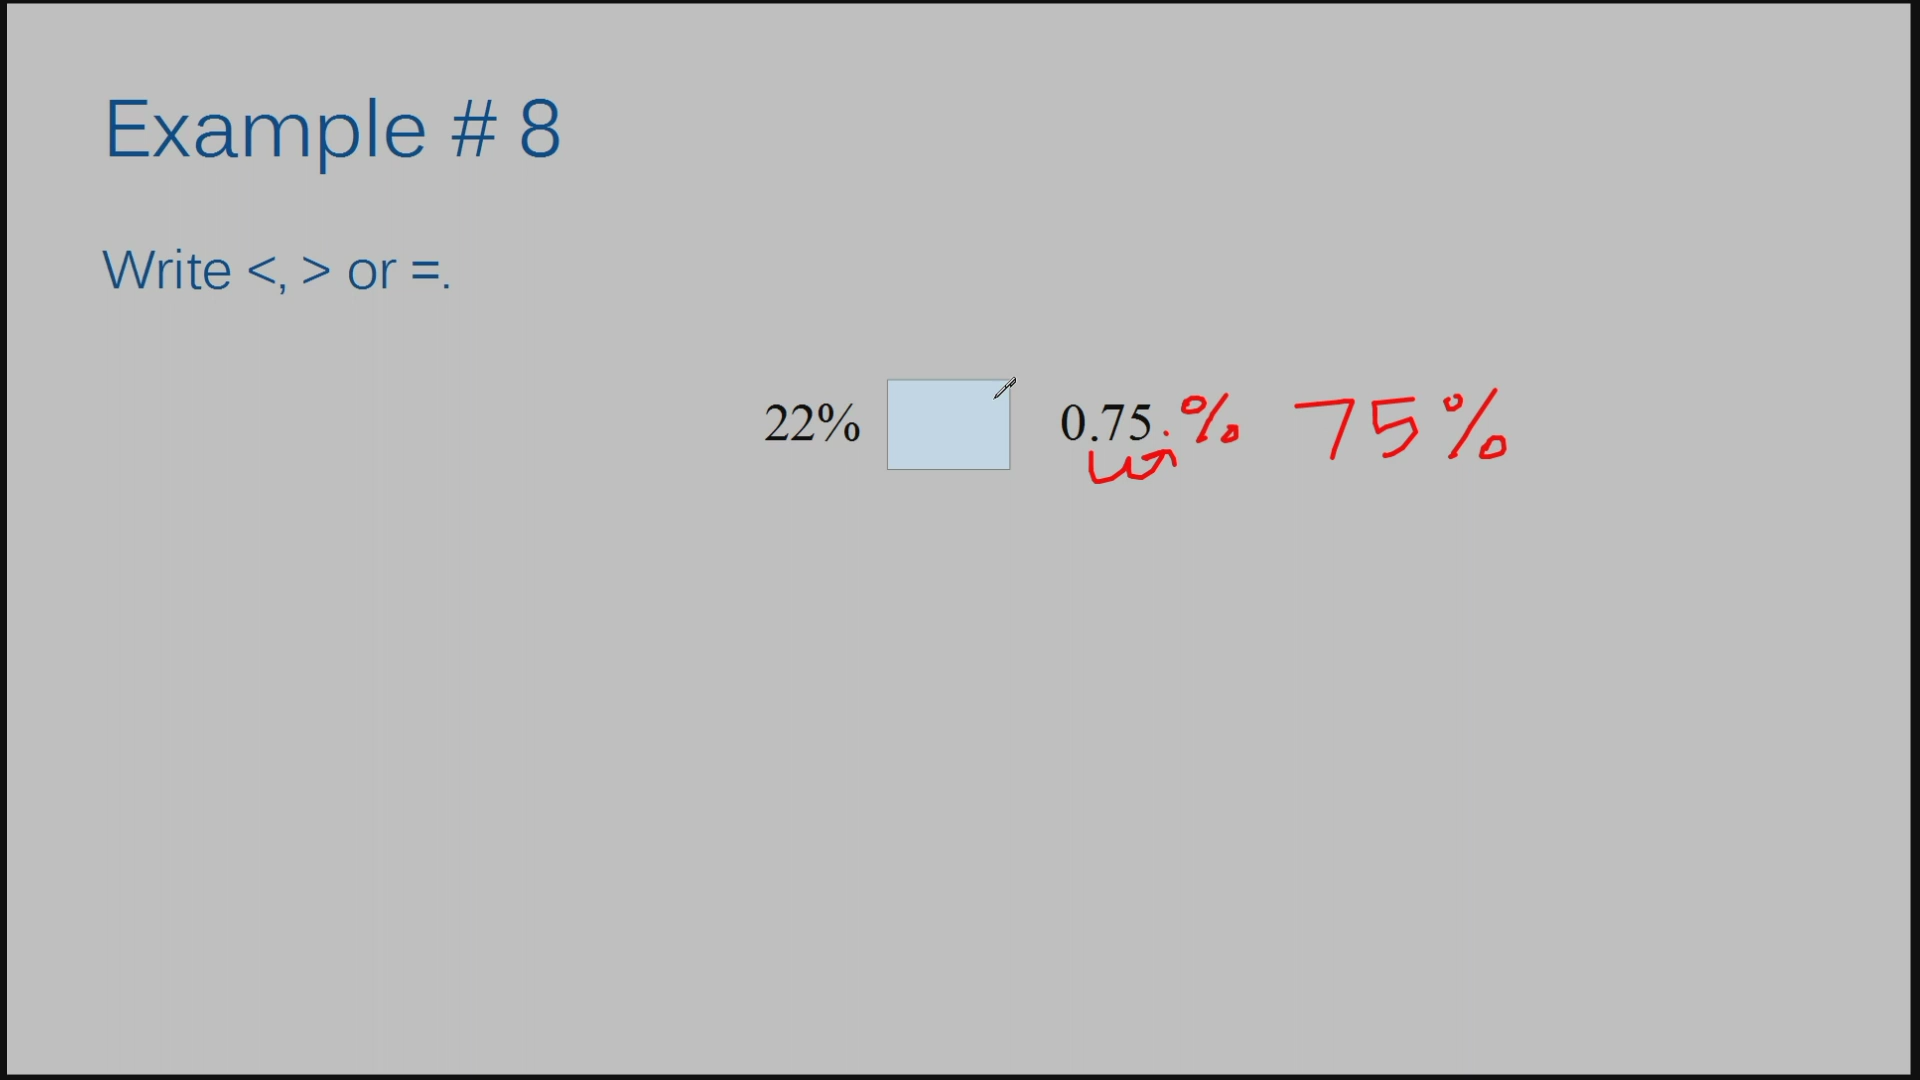 Example # 8
Write <, > or =.
22% 0.75.% 75%